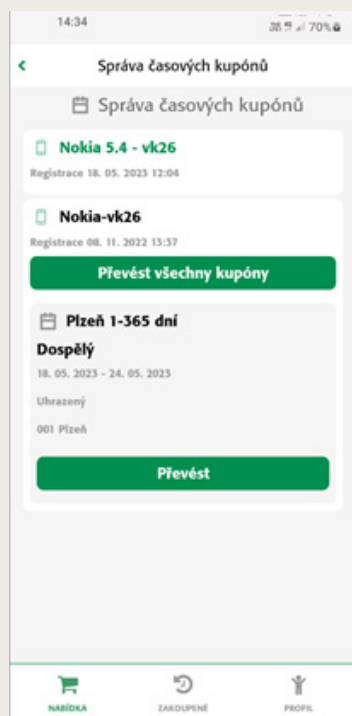 14:34
70%
Správa časových kupónů
Správa časových kupónů
Nokia 5.4 - vk26
Registrace 18. 05. 2023 12:04
Nokia-vk26
Registrace 08. 11. 2022 13:37
Převést všechny kupóny
Plzeň 1-365 dní
Dospělý
18. 05. 2023 - 24. 05. 2023
Uhrazený
001 Plzeň
Převést
NABÍDKA ZAKOUPENÉ PROFIL